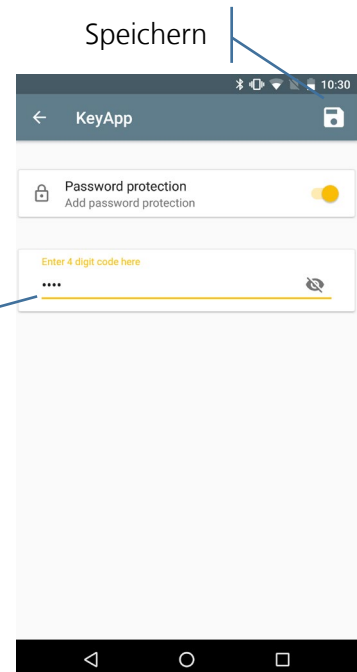 Speichern
10:30
KeyApp
Password protection
Add password protection
Enter 4 digit code here
••••